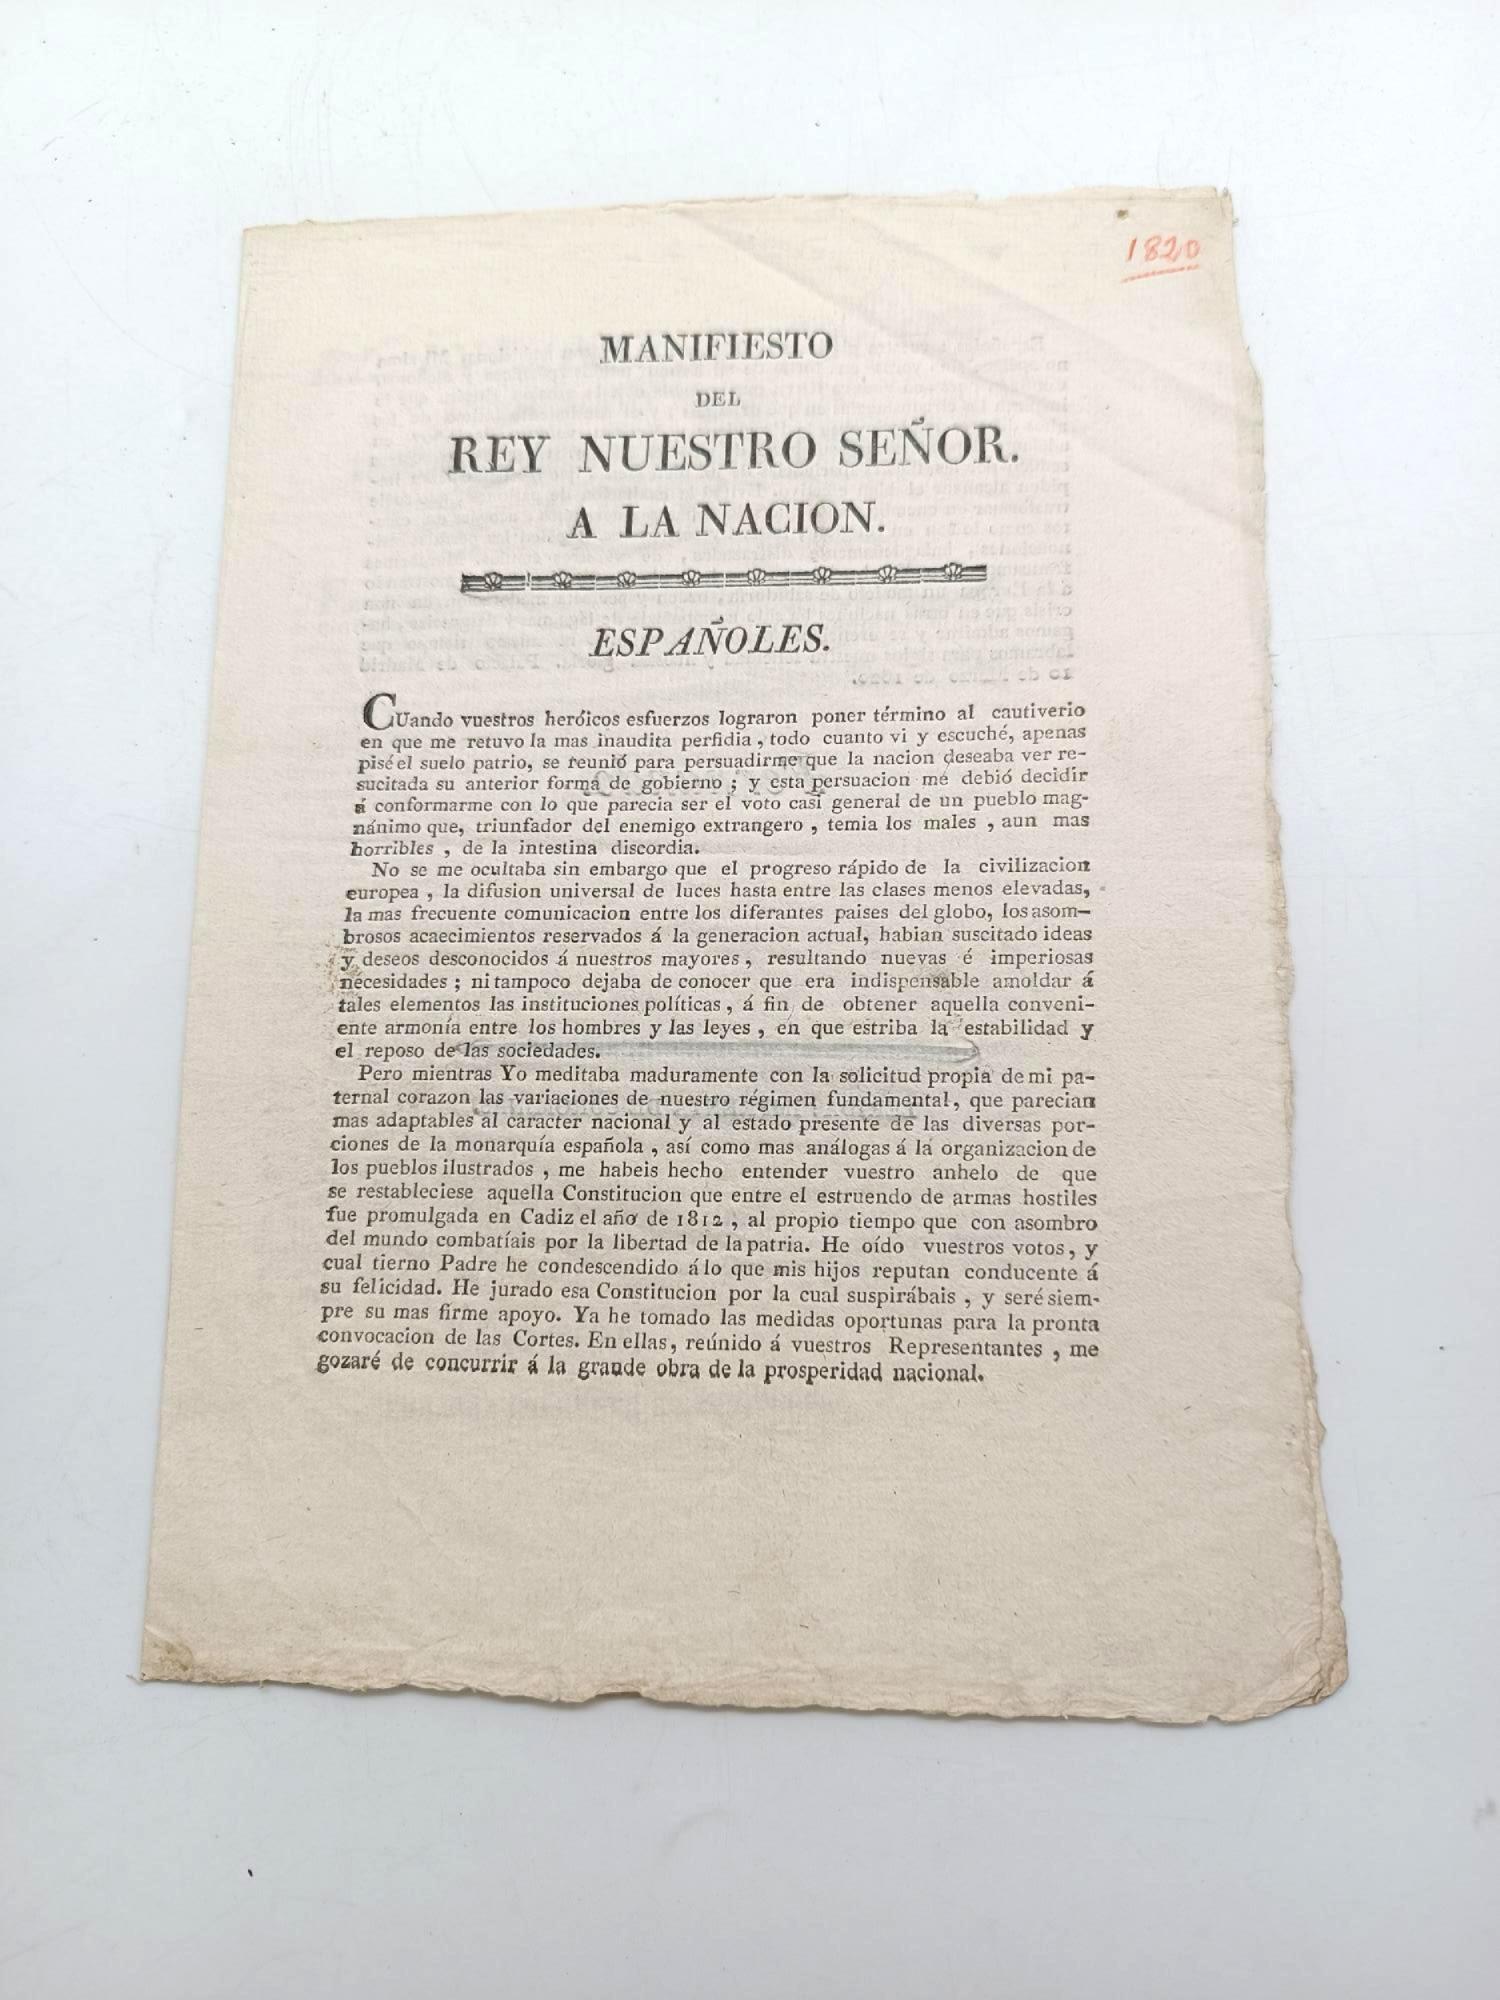 1820
MANIFIESTO
DEL
REY NUESTRO SEÑOR.
A LA NACION.
ESPAÑOLES.
CUando vuestros heróicos esfuerzos lograron poner término al cautiverio
en que me retuvo la mas inaudita perfidia, todo cuanto vi y escuché, apenas
pisé el suelo patrio, se reunió para persuadirme que la nacion deseaba ver re-
sucitada su anterior forma de gobierno ; y esta persuacion me debió decidir
á conformarme con lo que parecia ser el voto casi general de un pueblo mag-
nánimo que, triunfador del enemigo extrangero , temia los males , aun mas
horribles , de la intestina discordia.
No se me ocultaba sin embargo que el progreso rápido de la civilizacion
europea , la difusion universal de luces hasta entre las clases menos elevadas,
la mas frecuente comunicacion entre los diferantes paises del globo, los asom-
brosos acaecimientos reservados á la generacion actual, habian suscitado ideas
y deseos desconocidos á nuestros mayores , resultando nuevas é imperiosas
necesidades ; ni tampoco dejaba de conocer que era indispensable amoldar á
tales elementos las instituciones políticas , á fin de obtener aquella conveni-
ente armonía entre los hombres y las leyes , en que estriba la estabilidad y
el reposo de las sociedades.
Pero mientras Yo meditaba maduramente con la solicitud propia de mi pa-
ternal corazon las variaciones de nuestro régimen fundamental, que parecian
mas adaptables al caracter nacional y al estado presente de las diversas por-
ciones de la monarquía española , así como mas análogas á la organizacion de
los pueblos ilustrados , me habeis hecho entender vuestro anhelo de que
se restableciese aquella Constitucion que entre el estruendo de armas hostiles
fue promulgada en Cadiz el año de 1812 , al propio tiempo que con asombro
del mundo combatíais por la libertad de la patria. He oído vuestros votos, y
cual tierno Padre he condescendido á lo que mis hijos reputan conducente á
su felicidad. He jurado esa Constitucion por la cual suspirábais , y seré siem-
pre su mas firme apoyo. Ya he tomado las medidas oportunas para la pronta
convocacion de las Cortes. En ellas, reúnido á vuestros Representantes , me
gozaré de concurrir á la grande obra de la prosperidad nacional.